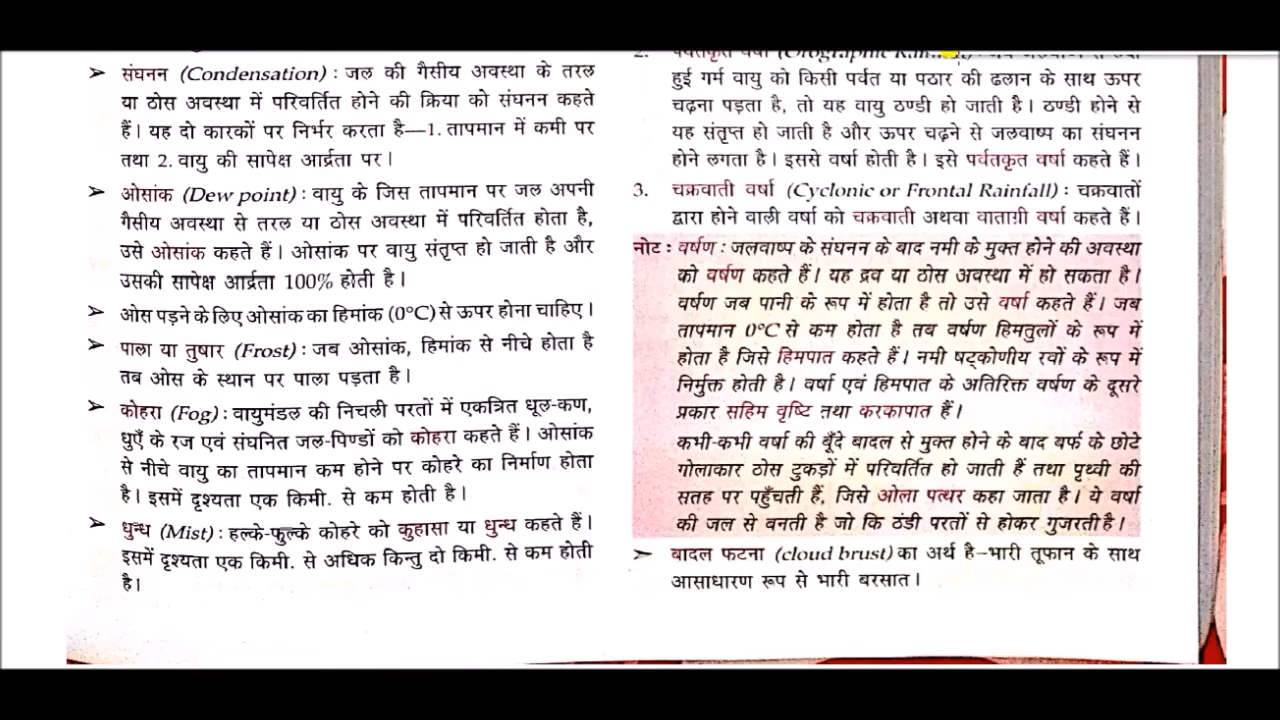 ➤ संघनन (Condensation) : जल की गैसीय अवस्था के तरल
या ठोस अवस्था में परिवर्तित होने की क्रिया को संघनन कहते
हैं। यह दो कारकों पर निर्भर करता है—1. तापमान में कमी पर
तथा 2. वायु की सापेक्ष आर्द्रता पर।
➤ ओसांक (Dew point) : वायु के जिस तापमान पर जल अपनी
गैसीय अवस्था से तरल या ठोस अवस्था में परिवर्तित होता है,
उसे ओसांक कहते हैं। ओसांक पर वायु संतृप्त हो जाती है और
उसकी सापेक्ष आर्द्रता 100% होती है।
➤ ओस पड़ने के लिए ओसांक का हिमांक (0°C) से ऊपर होना चाहिए।
➤ पाला या तुषार (Frost) : जब ओसांक, हिमांक से नीचे होता है
तब ओस के स्थान पर पाला पड़ता है।
➤ कोहरा (Fog) : वायुमंडल की निचली परतों में एकत्रित धूल-कण,
धुएँ के रज एवं संघनित जल-पिण्डों को कोहरा कहते हैं। ओसांक
से नीचे वायु का तापमान कम होने पर कोहरे का निर्माण होता
है। इसमें दृश्यता एक किमी. से कम होती है।
➤ धुन्ध (Mist) : हल्के-फुल्के कोहरे को कुहासा या धुन्ध कहते हैं।
इसमें दृश्यता एक किमी. से अधिक किन्तु दो किमी. से कम होती
है।
2. पर्वतकृत वर्षा (Orographic
हुई गर्म वायु को किसी पर्वत या पठार की ढलान के साथ ऊपर
चढ़ना पड़ता है, तो यह वायु ठण्डी हो जाती है। ठण्डी होने से
यह संतृप्त हो जाती है और ऊपर चढ़ने से जलवाष्प का संघनन
होने लगता है। इससे वर्षा होती है। इसे पर्वतकृत वर्षा कहते हैं।
3. चक्रवाती वर्षा (Cyclonic or Frontal Rainfall) : चक्रवातों
द्वारा होने वाली वर्षा को चक्रवाती अथवा वाताग्री वर्षा कहते हैं।
नोट : वर्षण : जलवाष्प के संघनन के बाद नमी के मुक्त होने की अवस्था
को वर्षण कहते हैं। यह द्रव या ठोस अवस्था में हो सकता है।
वर्षण जब पानी के रूप में होता है तो उसे वर्षा कहते हैं। जब
तापमान 0°C से कम होता है तब वर्षण हिमतुलों के रूप में
होता है जिसे हिमपात कहते हैं। नमी षट्कोणीय रवों के रूप में
निर्मुक्त होती है। वर्षा एवं हिमपात के अतिरिक्त वर्षण के दूसरे
प्रकार सहिम वृष्टि तथा करकापात हैं।
कभी-कभी वर्षा की बूँदे बादल से मुक्त होने के बाद बर्फ के छोटे
गोलाकार ठोस टुकड़ों में परिवर्तित हो जाती हैं तथा पृथ्वी की
सतह पर पहुँचती हैं, जिसे ओला पत्थर कहा जाता है। ये वर्षा
की जल से बनती है जो कि ठंडी परतों से होकर गुजरती है।
➤ बादल फटना (cloud brust) का अर्थ है-भारी तूफान के साथ
आसाधारण रूप से भारी बरसात।